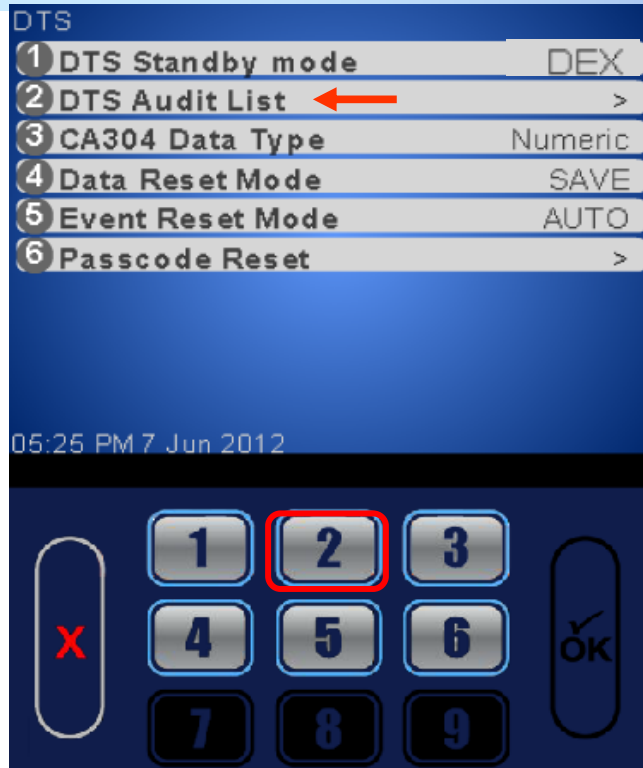 DTS
1 DTS Standby mode DEX
2 DTS Audit List >
3 CA304 Data Type Numeric
4 Data Reset Mode SAVE
5 Event Reset Mode AUTO
6 Passcode Reset >
05:25 PM 7 Jun 2012
1 2 3
X 4 5 6 OK
7 8 9